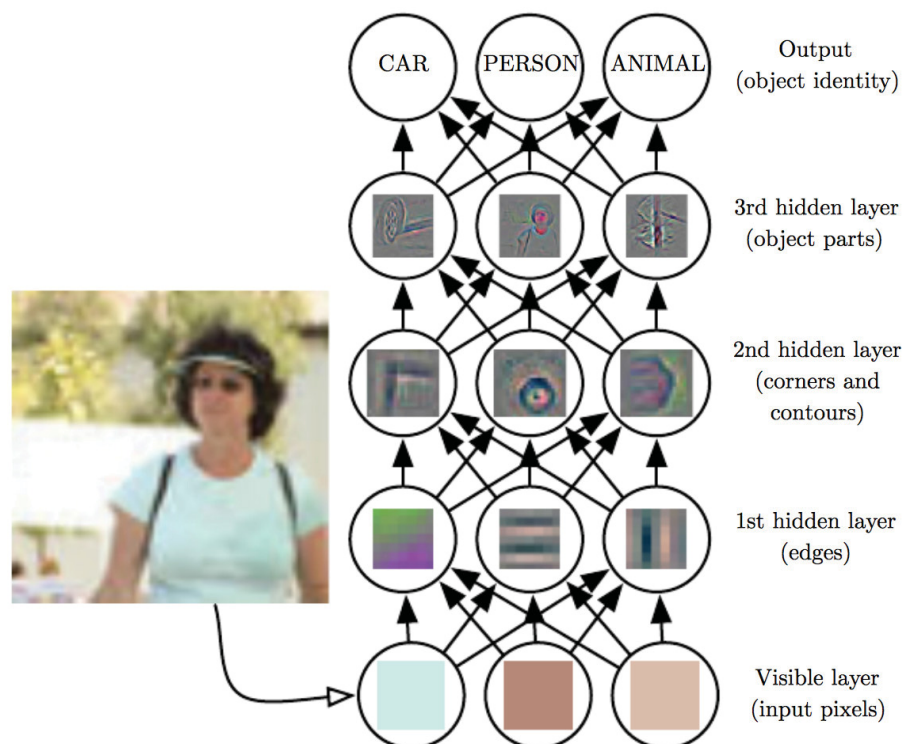 CAR
PERSON
ANIMAL
Output
(object identity)
3rd hidden layer
(object parts)
2nd hidden layer
(corners and
contours)
1st hidden layer
(edges)
Visible layer
(input pixels)